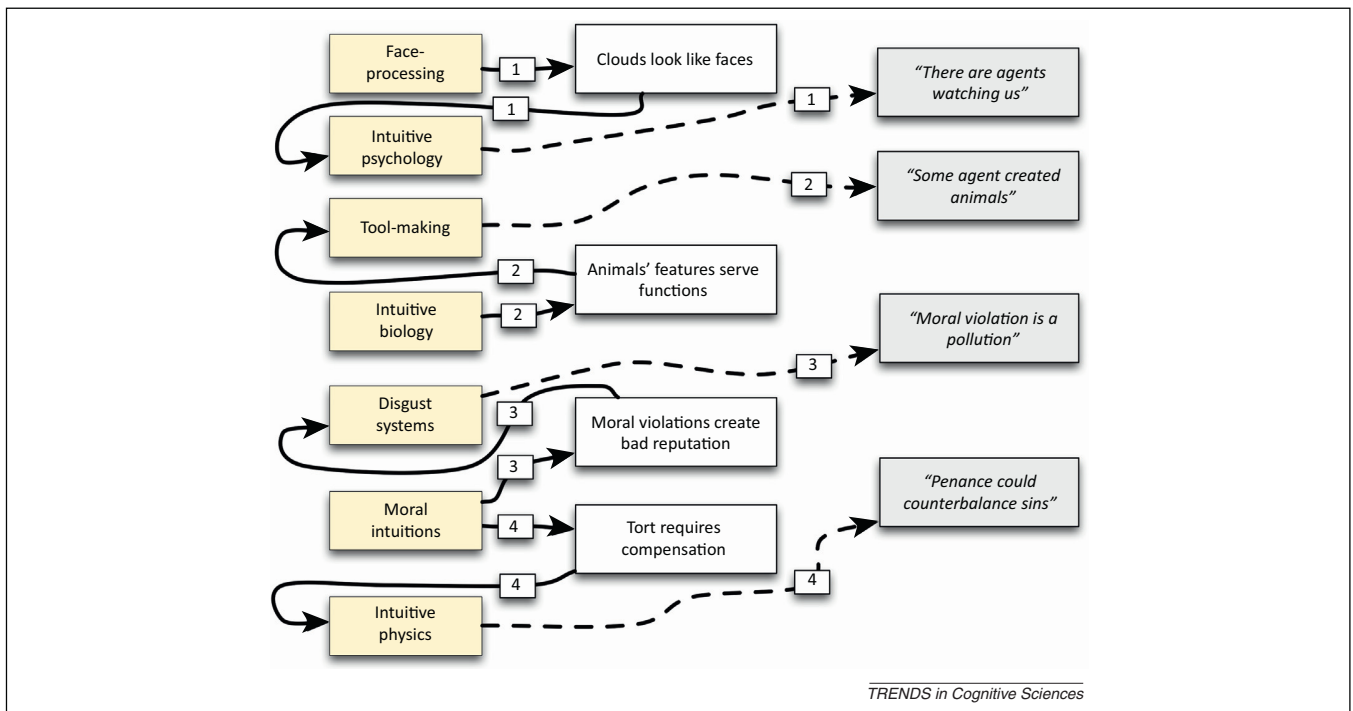 Face-
processing
1
Clouds look like faces
1
1
"There are agents
watching us"
Intuitive
psychology
Tool-making
2
"Some agent created
animals"
2
Animals' features serve
functions
Intuitive
biology
2
"Moral violation is a
pollution"
3
Disgust
systems
3
Moral violations create
bad reputation
3
Moral
intuitions
4
Tort requires
compensation
"Penance could
counterbalance sins"
4
4
Intuitive
physics
TRENDS in Cognitive Sciences